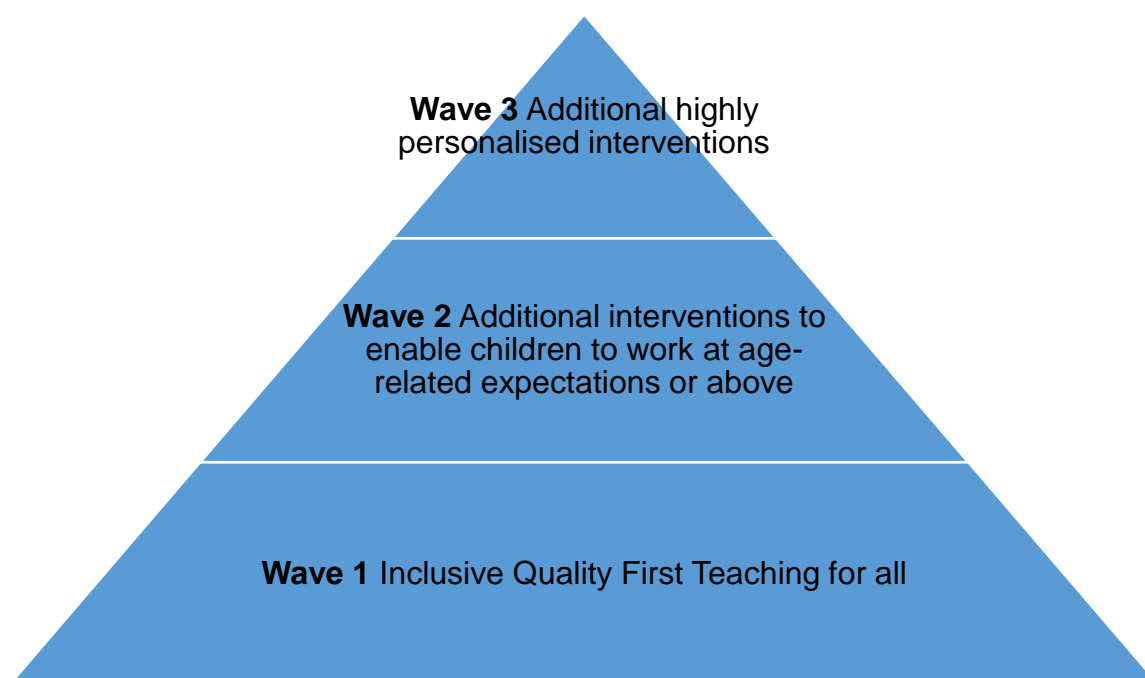 Wave 3 Additional highly
personalised interventions
Wave 2 Additional interventions to
enable children to work at age-
related expectations or above
Wave 1 Inclusive Quality First Teaching for all